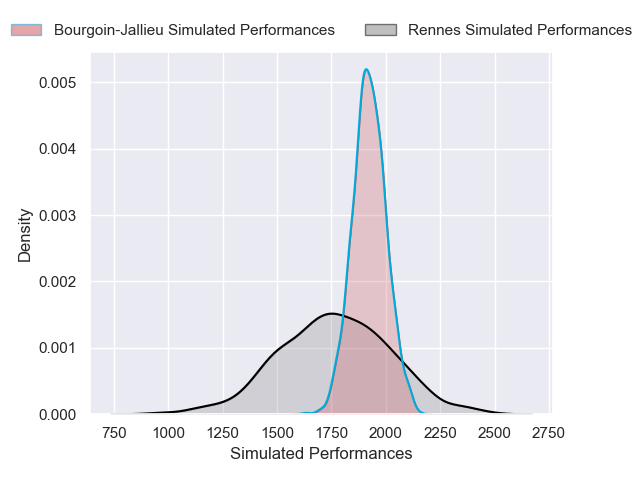 Bourgoin-Jallieu Simulated Performances Rennes Simulated Performances
0.005
0.004
0.003
0.002
0.001
0.000
Density
750 1000 1250 1500 1750 2000 2250 2500 2750
Simulated Performances